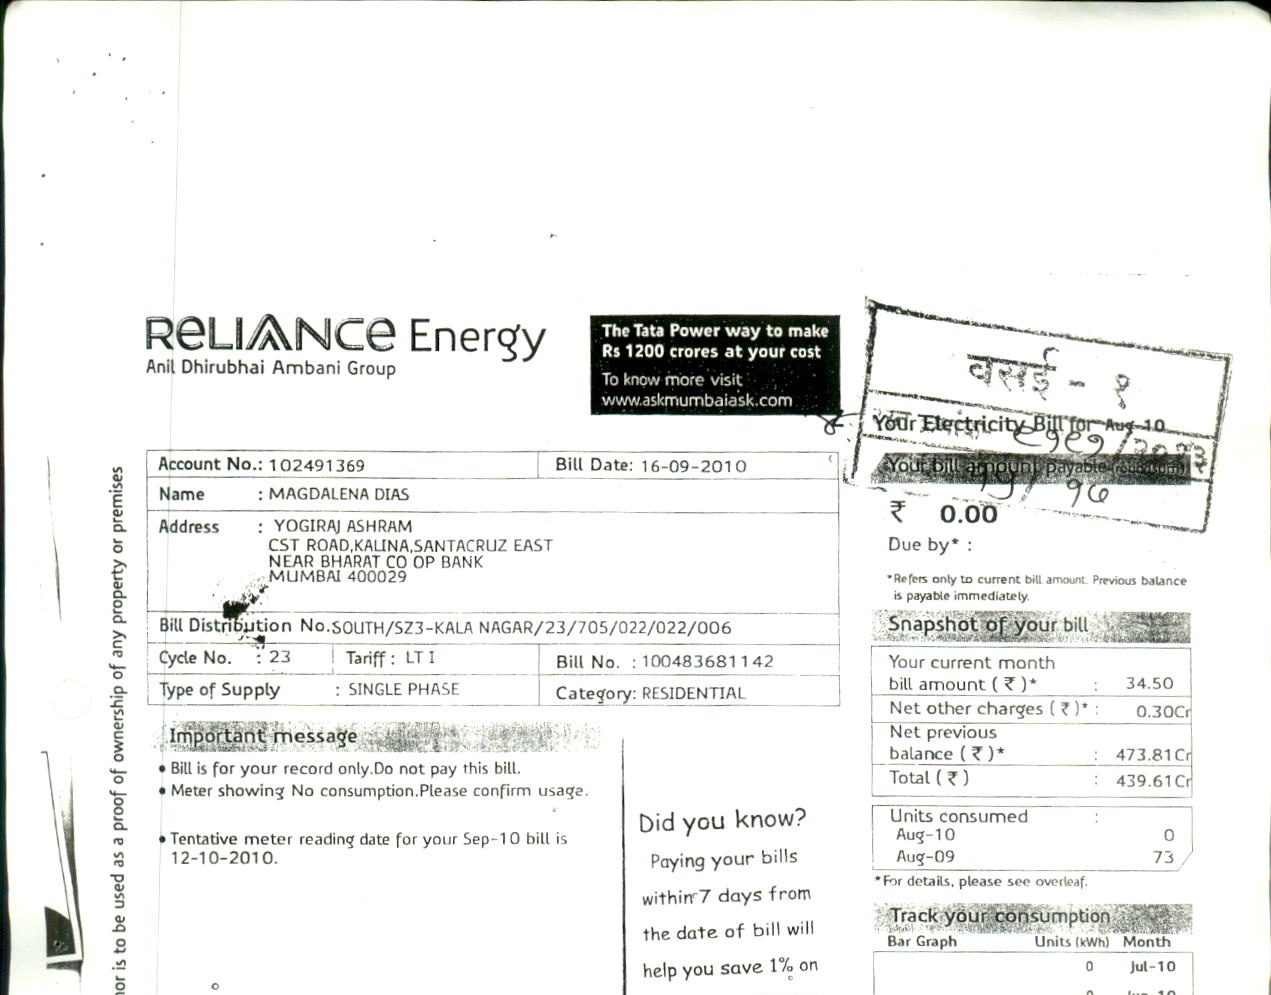 RELIANCE Energy
Anil Dhirubhai Ambani Group
The Tata Power way to make
Rs 1200 crores at your cost
To know more visit
www.askmumbaiask.com
वसई - १
Your Electricity Bill for Aug-10
Your bill amount payable (round sum)
१५/१८
₹ 0.00
Due by* :
*Refers only to current bill amount. Previous balance
is payable immediately.
Account No.: 102491369 Bill Date: 16-09-2010
Name : MAGDALENA DIAS
Address : YOGIRAJ ASHRAM
CST ROAD,KALINA,SANTACRUZ EAST
NEAR BHARAT CO OP BANK
MUMBAI 400029
Bill Distribution No.SOUTH/SZ3-KALA NAGAR/23/705/022/022/006
Cycle No. : 23 Tariff : LT I Bill No. : 100483681142
Type of Supply : SINGLE PHASE Category: RESIDENTIAL
Important message
• Bill is for your record only.Do not pay this bill.
• Meter showing No consumption.Please confirm usage.
• Tentative meter reading date for your Sep-10 bill is
12-10-2010.
Did you know?
Paying your bills
within 7 days from
the date of bill will
help you save 1% on
Snapshot of your bill
Your current month
bill amount (₹)* : 34.50
Net other charges (₹)* : 0.30Cr
Net previous
balance (₹)* : 473.81Cr
Total (₹) : 439.61Cr
Units consumed :
Aug-10 0
Aug-09 73
*For details, please see overleaf.
Track your consumption
Bar Graph Units (kWh) Month
0 Jul-10
nor is to be used as a proof of ownership of any property or premises